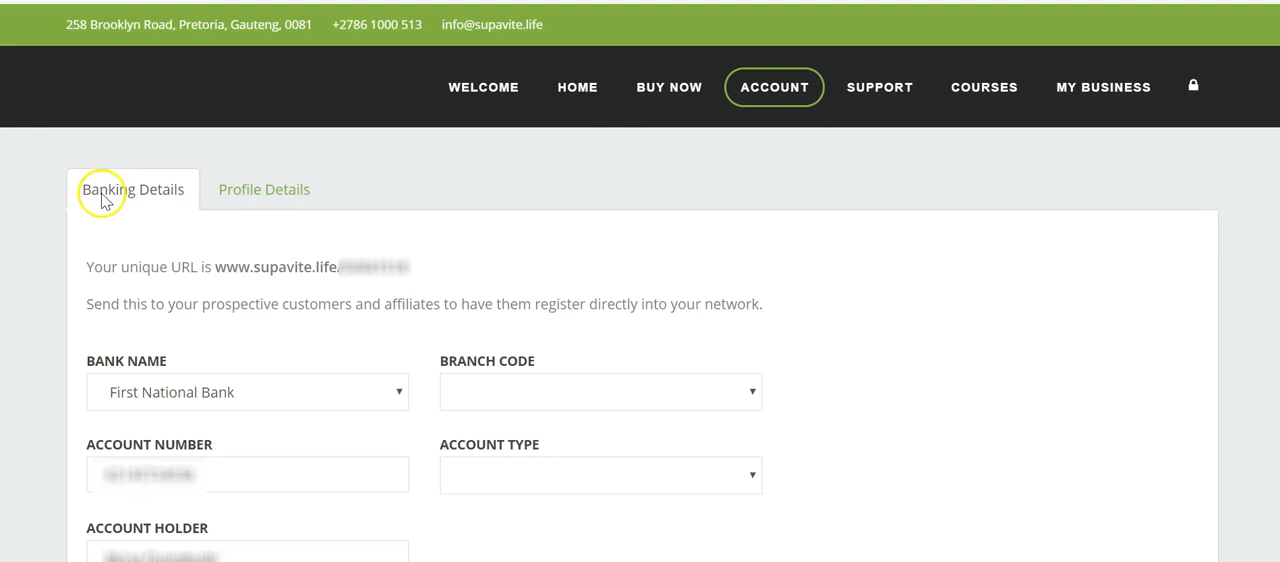 258 Brooklyn Road, Pretoria, Gauteng, 0081 +2786 1000 513 info@supavite.life
WELCOME HOME BUY NOW ACCOUNT SUPPORT COURSES MY BUSINESS
Banking Details Profile Details
Your unique URL is www.supavite.life
Send this to your prospective customers and affiliates to have them register directly into your network.
BANK NAME BRANCH CODE
First National Bank
ACCOUNT NUMBER ACCOUNT TYPE
ACCOUNT HOLDER